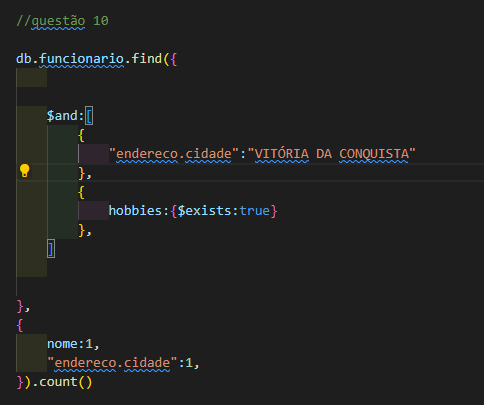 //questão 10
db.funcionario.find({
$and:[
{
"endereco.cidade":"VITÓRIA DA CONQUISTA"
},
{
hobbies:{$exists:true}
},
]
},
{
nome:1,
"endereco.cidade":1,
}).count()